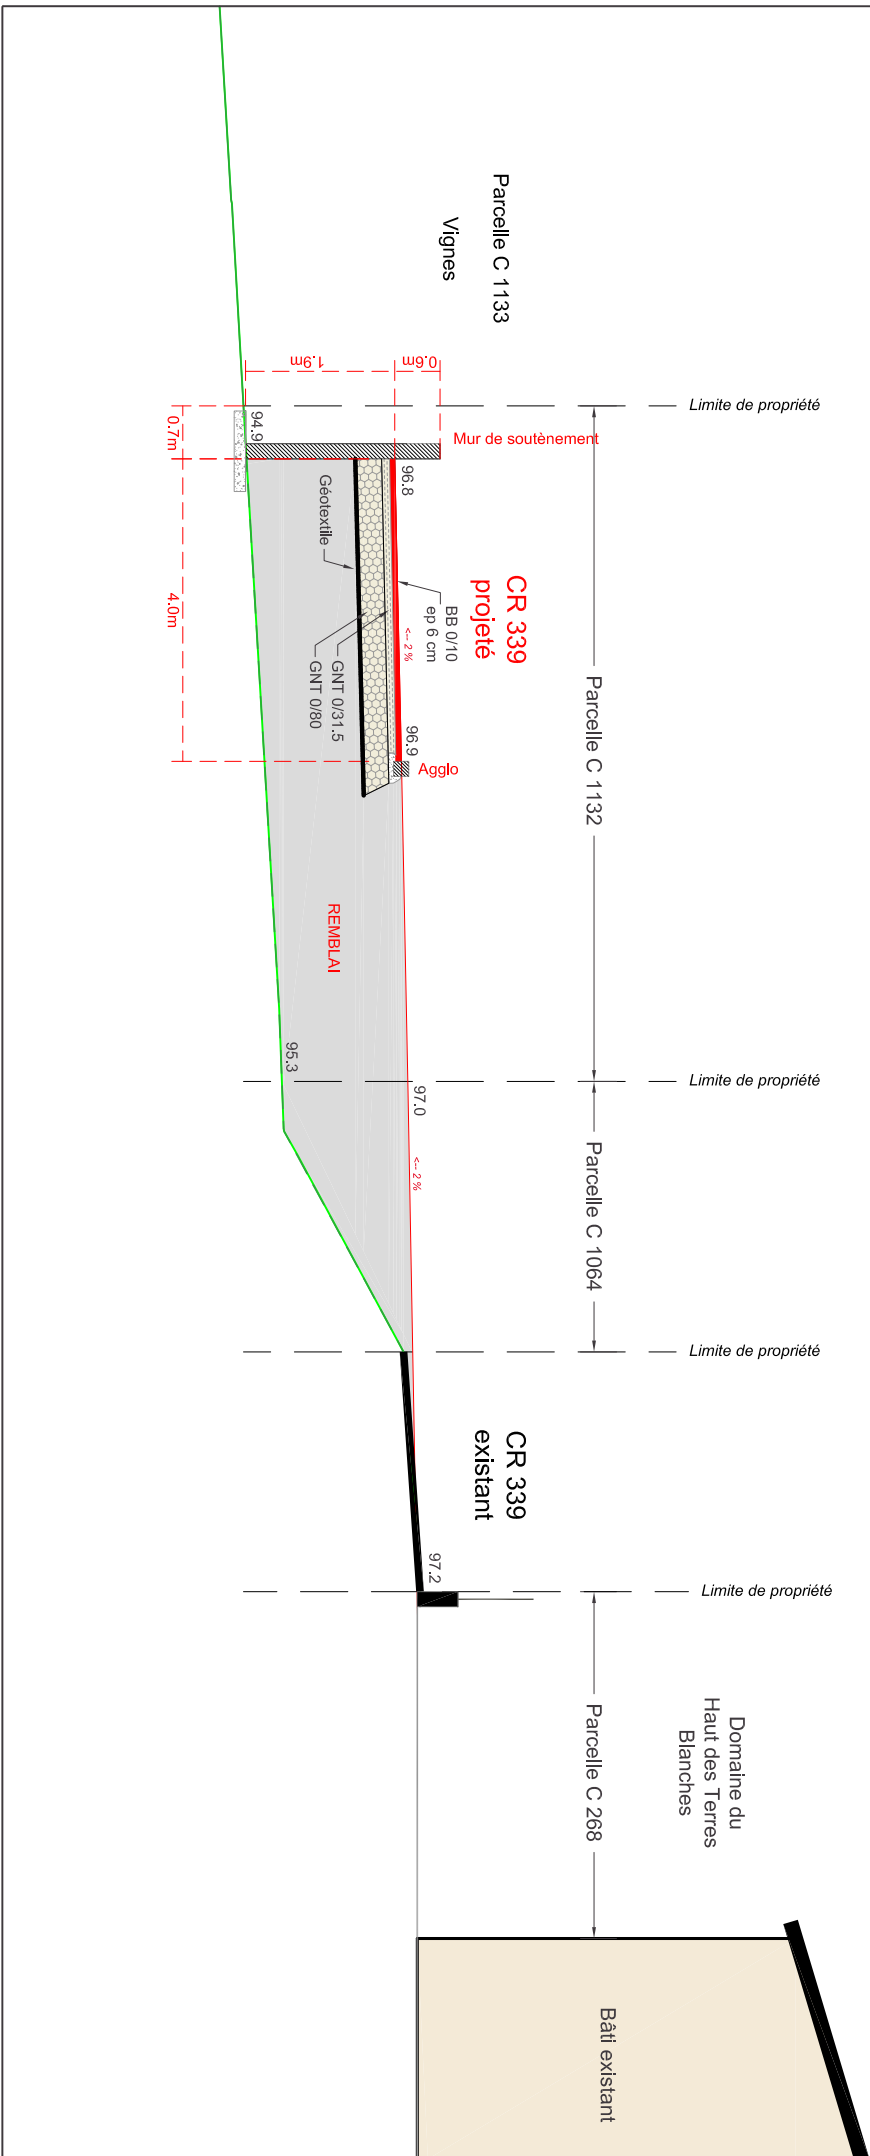 Parcelle C 1133
Vignes
Limite de propriété
Parcelle C 1132
Limite de propriété
Parcelle C 1064
Limite de propriété
Limite de propriété
Parcelle C 268
Domaine du
Haut des Terres
Blanches
Bâti existant
0.6m
1.9m
Mur de soutènement
94.9
0.7m
4.0m
96.8
CR 339
projeté
BB 0/10
ep 6 cm
<-- 2 %
96.9
Agglo
Géotextile
GNT 0/31.5
GNT 0/80
REMBLAI
95.3
97.0
<-- 2 %
CR 339
existant
97.2